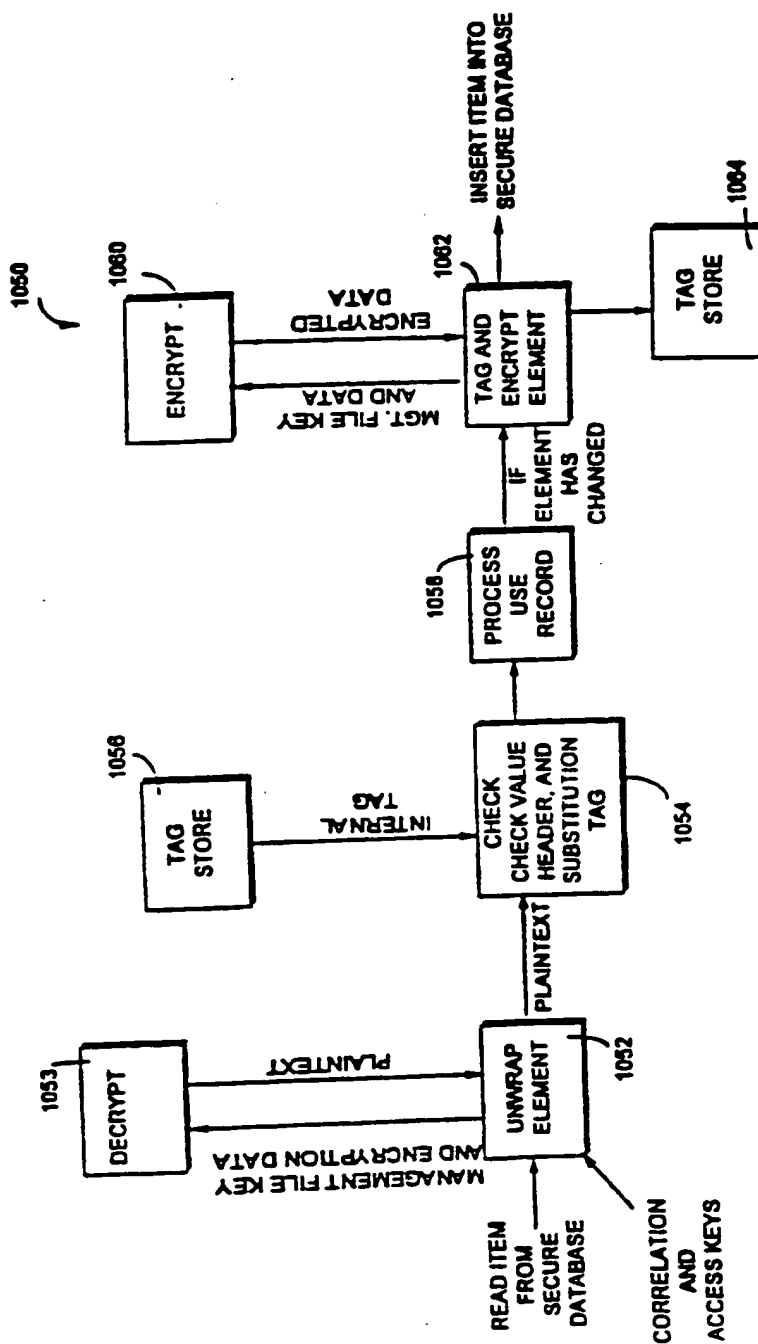 1050
1053
DECRYPT
MANAGEMENT FILE KEY
AND ENCRYPTION DATA
PLAINTEXT
READ ITEM
FROM
SECURE
DATABASE
UNWRAP
ELEMENT
1052
CORRELATION
AND
ACCESS KEYS
PLAINTEXT
1056
TAG
STORE
INTERNAL
TAG
CHECK
CHECK VALUE
HEADER, AND
SUBSTITUTION
TAG
1054
1058
PROCESS
USE
RECORD
IF
ELEMENT
HAS
CHANGED
1060
ENCRYPT
MGT. FILE KEY
AND DATA
ENCRYPTED
DATA
1062
TAG AND
ENCRYPT
ELEMENT
INSERT ITEM INTO
SECURE DATABASE
TAG
STORE
1064